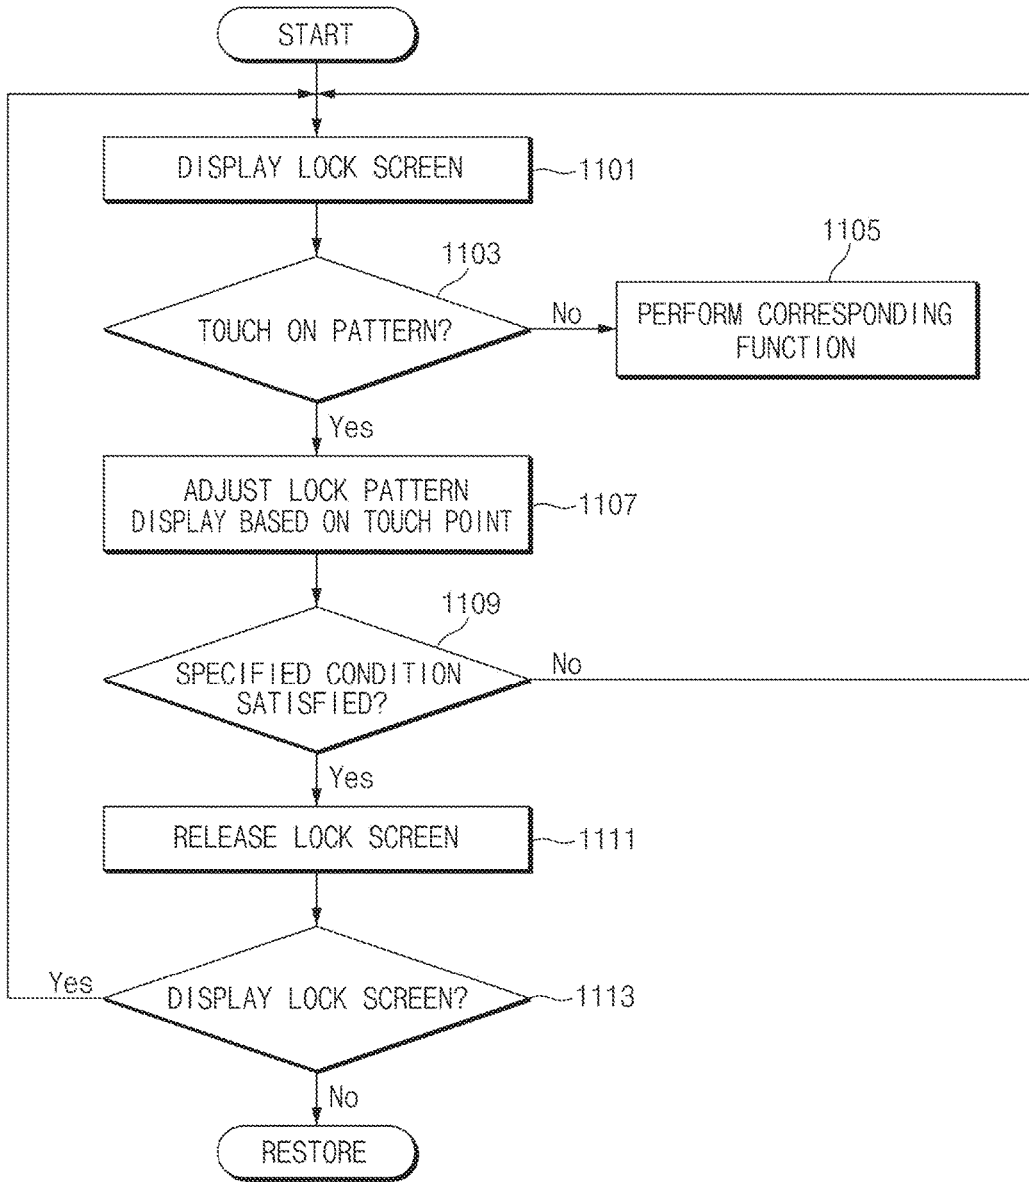 START
DISPLAY LOCK SCREEN
1101
1103
1105
TOUCH ON PATTERN?
No
PERFORM CORRESPONDING
FUNCTION
Yes
ADJUST LOCK PATTERN
DISPLAY BASED ON TOUCH POINT
1107
1109
SPECIFIED CONDITION
SATISFIED?
No
Yes
RELEASE LOCK SCREEN
1111
Yes
DISPLAY LOCK SCREEN?
1113
No
RESTORE